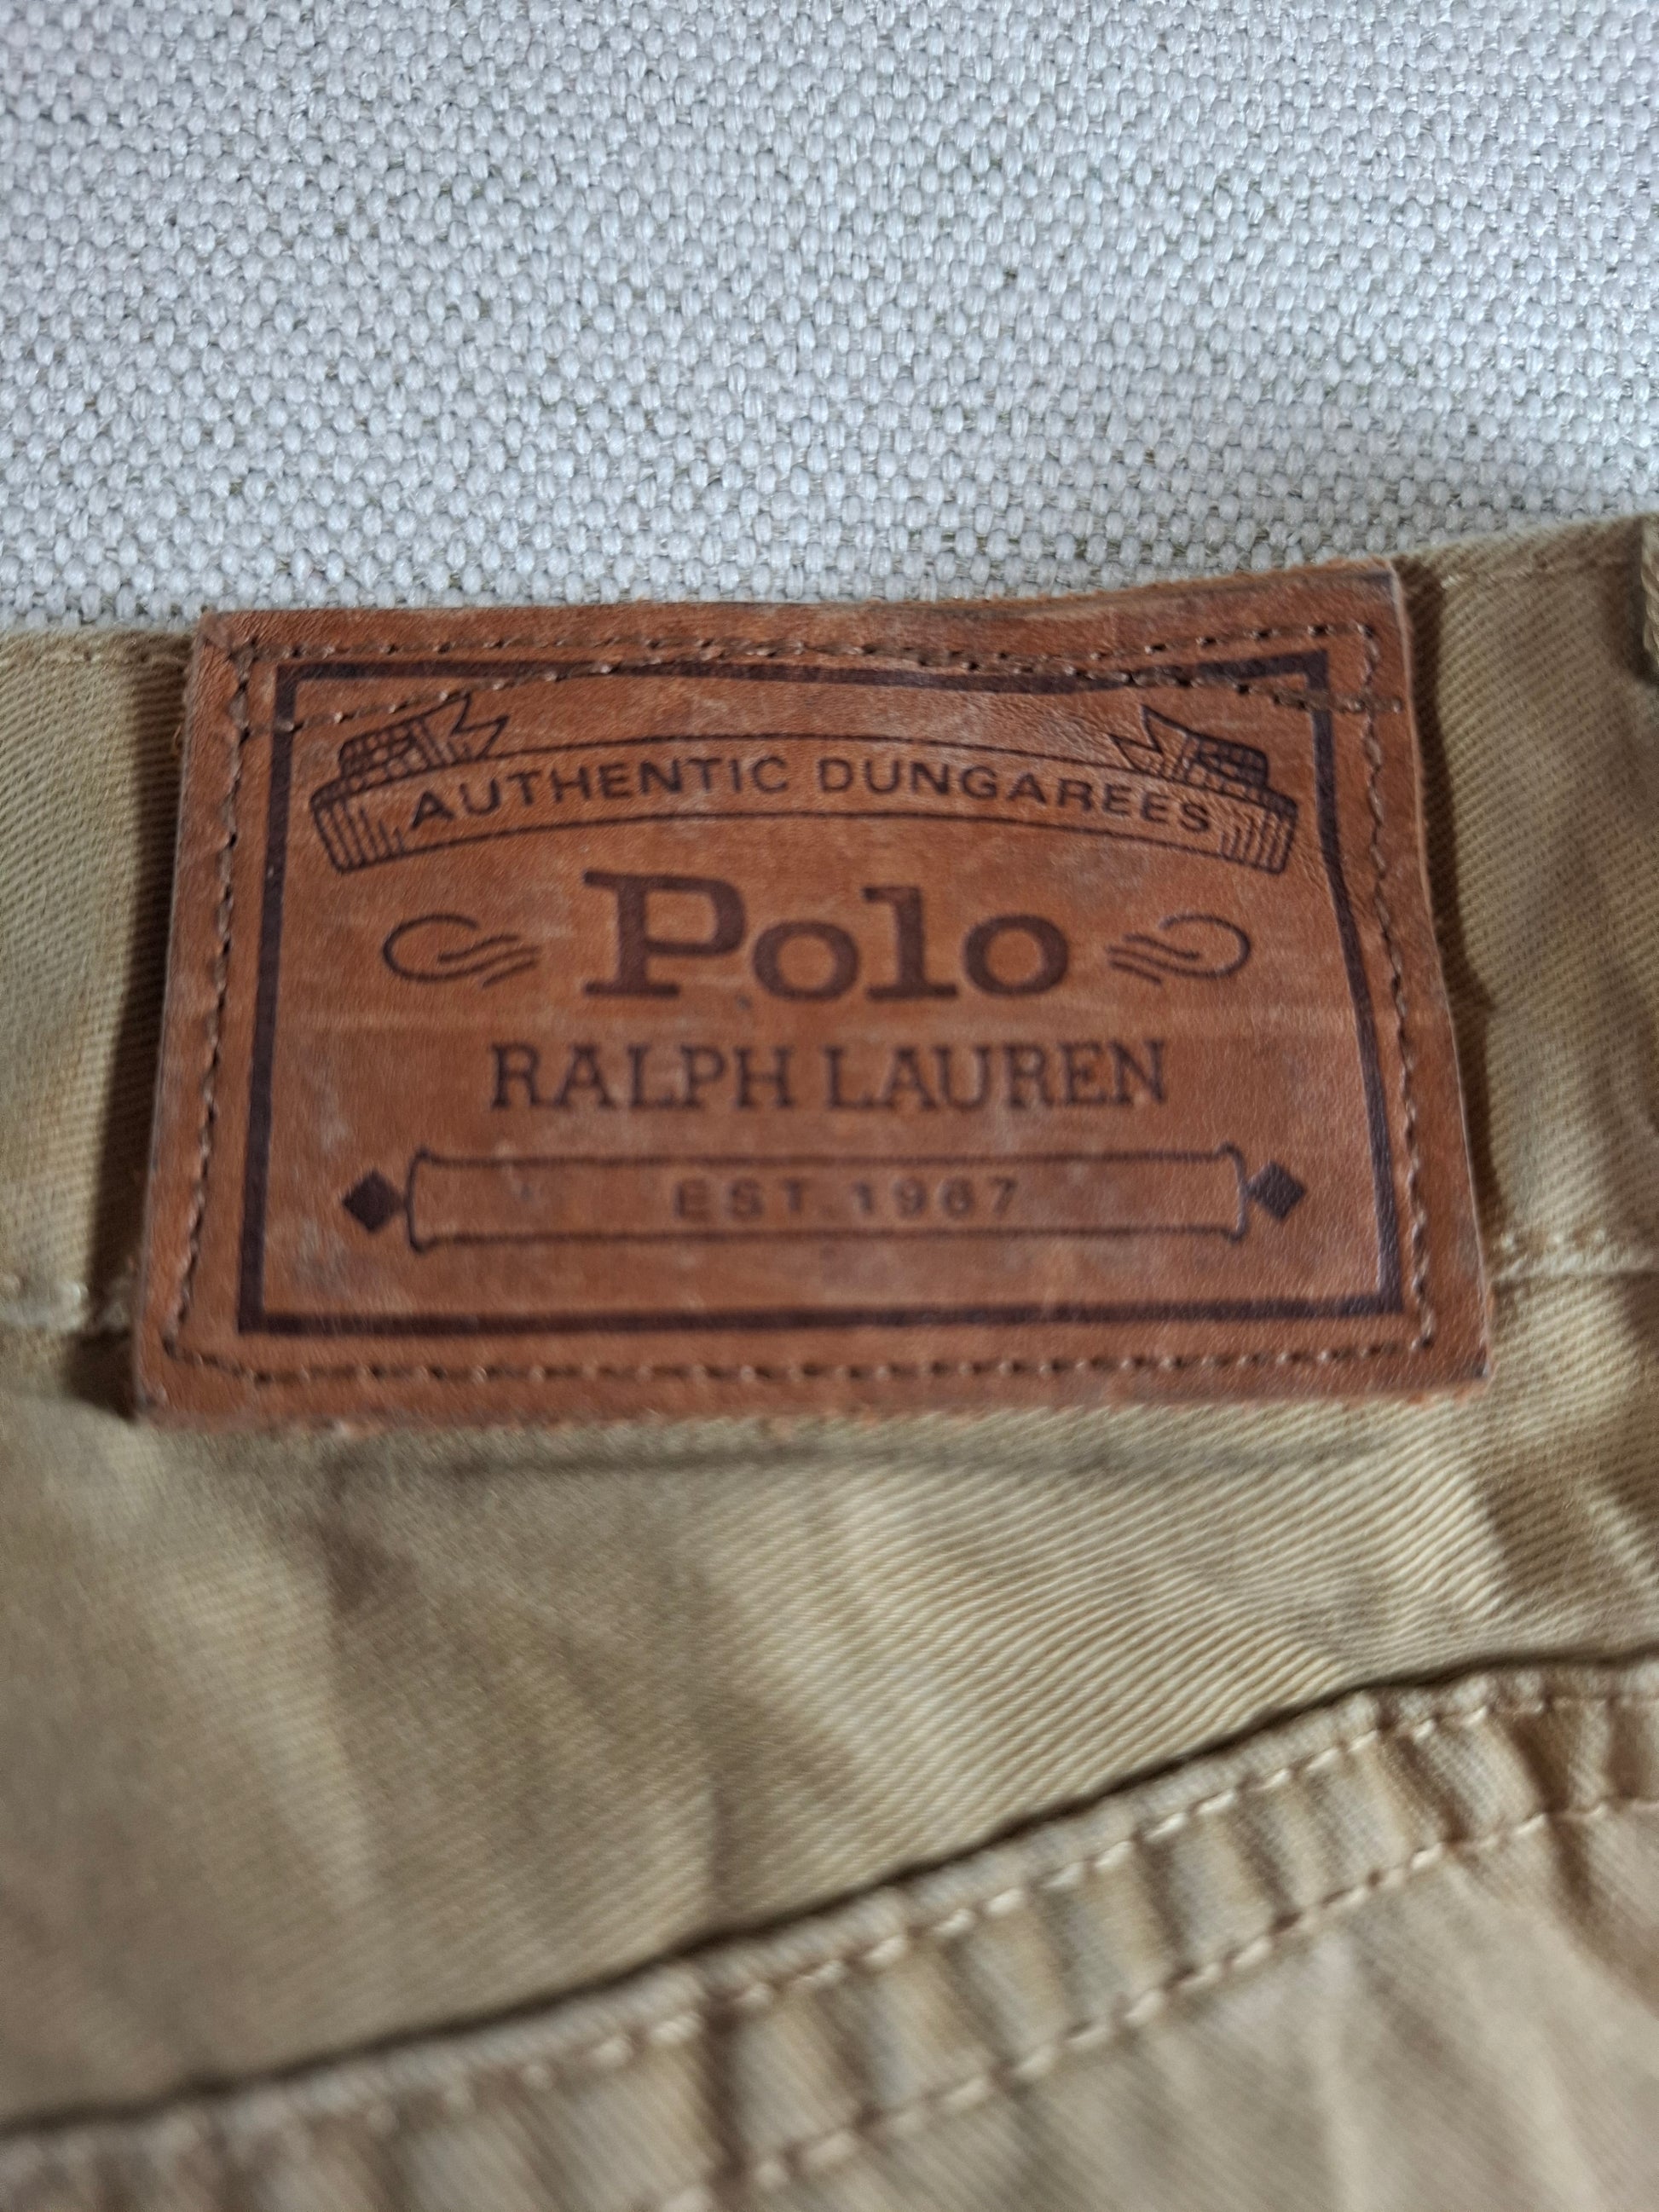 AUTHENTIC DUNGAREES
Polo
RALPH LAUREN
EST. 1967